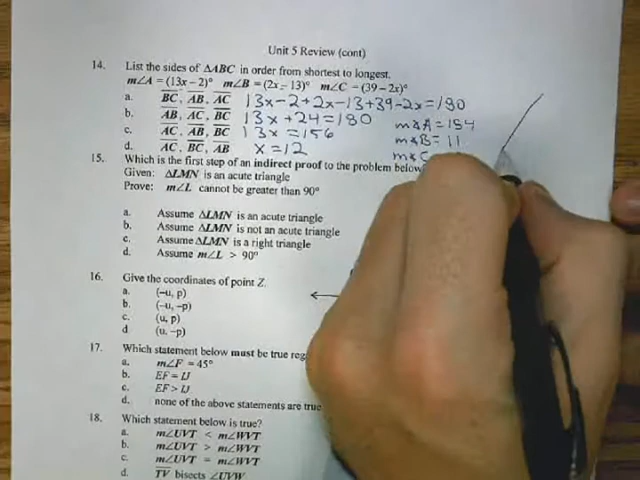 Unit 5 Review (cont)
14. List the sides of ΔABC in order from shortest to longest.
m∠A = (13x – 2)° m∠B = (2x – 13)° m∠C = (39 – 2x)°
a. BC, AB, AC 13x-2+2x-13+39-2x=180
b. AB, AC, BC 13x+24=180
c. AC, AB, BC 13x=156 m∡A=154
d. AC, BC, AB x=12 m∡B=11
15. Which is the first step of an indirect proof to the problem below m∡C
Given: ΔLMN is an acute triangle
Prove: m∠L cannot be greater than 90°
a. Assume ΔLMN is an acute triangle
b. Assume ΔLMN is not an acute triangle
c. Assume ΔLMN is a right triangle
d. Assume m∠L > 90°
16. Give the coordinates of point Z.
a. (–u, p)
b. (–u, –p)
c. (u, p)
d (u, –p)
17. Which statement below must be true
a. m∠F = 45°
b. EF = IJ
c. EF > IJ
d. none of the above statements are true
18. Which statement below is true?
a. m∠UVT < m∠WVT
b. m∠UVT > m∠WVT
c. m∠UVT = m∠WVT
d. TV bisects ∠UVW